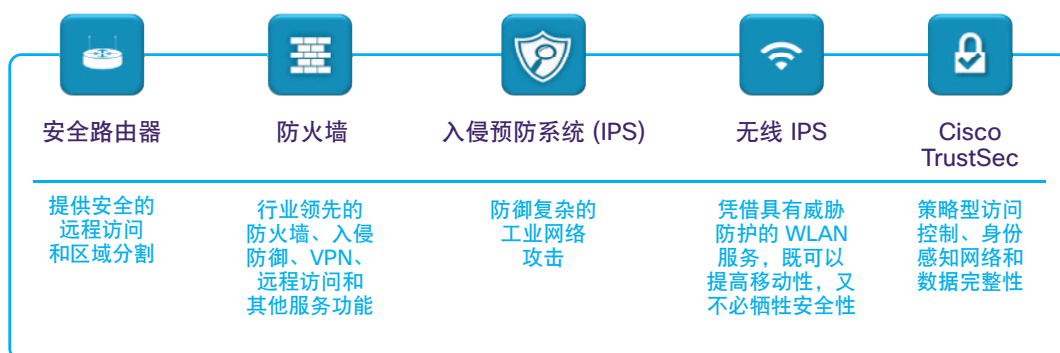 安全路由器
防火墙
入侵预防系统 (IPS)
无线 IPS
Cisco
TrustSec
提供安全的
远程访问
和区域分割
行业领先的
防火墙、入侵
防御、VPN、
远程访问和
其他服务功能
防御复杂的
工业网络
攻击
凭借具有威胁
防护的 WLAN
服务，既可以
提高移动性，又
不必牺牲安全性
策略型访问
控制、身份
感知网络和
数据完整性